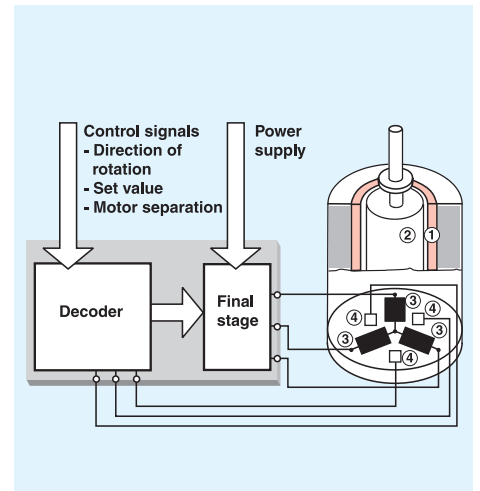 Control signals
- Direction of
rotation
- Set value
- Motor separation
Power
supply
Decoder
Final
stage
2
1
3
4
4
3
3
4